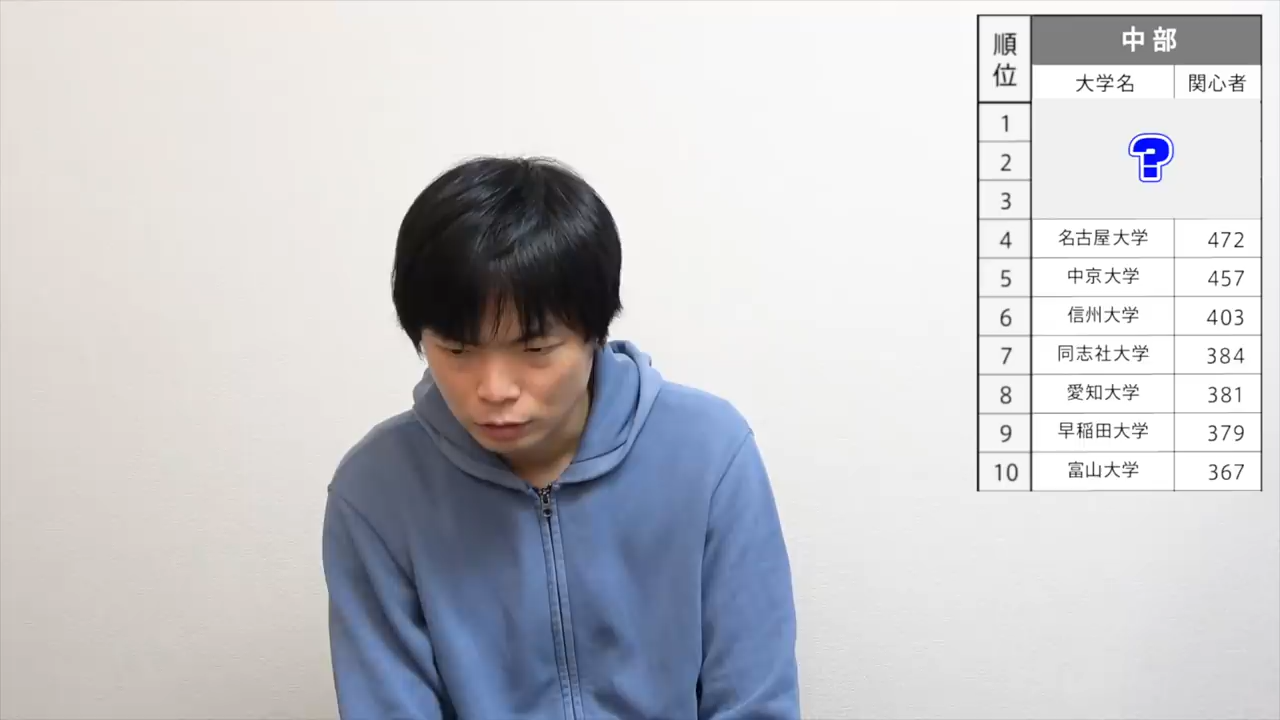 順位 中部
大学名 関心者
1
2 ?
3
4 名古屋大学 472
5 中京大学 457
6 信州大学 403
7 同志社大学 384
8 愛知大学 381
9 早稲田大学 379
10 富山大学 367